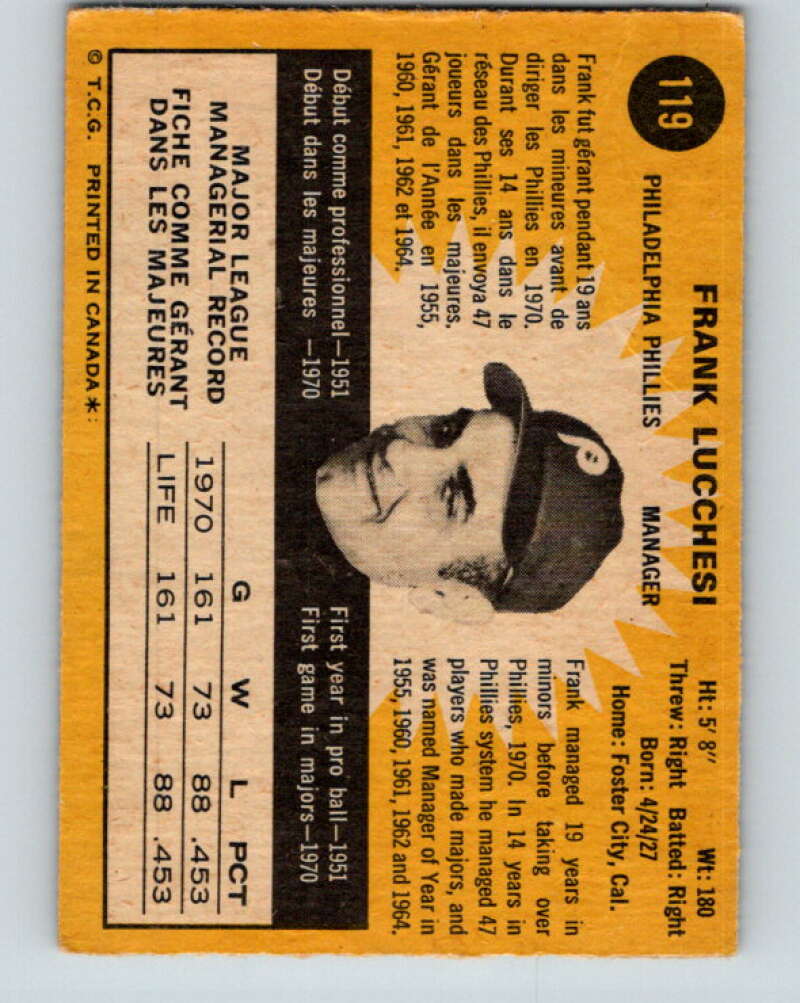 119
FRANK LUCCHESI
PHILADELPHIA PHILLIES MANAGER
Ht: 5' 8" Wt: 180
Threw: Right Batted: Right
Born: 4/24/27
Home: Foster City, Cal.
Frank fut gérant pendant 19 ans
dans les mineures avant de
diriger les Phillies en 1970.
Durant ses 14 ans dans le
réseau des Phillies, il envoya 47
joueurs dans les majeures.
Gérant de l'Année en 1955,
1960, 1961, 1962 et 1964.
P
Frank managed 19 years in
minors before taking over
Phillies, 1970. In 14 years in
Phillies system he managed 47
players who made majors, and
was named Manager of Year in
1955, 1960, 1961, 1962 and 1964.
Début comme professionnel—1951
Début dans les majeures —1970
First year in pro ball—1951
First game in majors—1970
MAJOR LEAGUE
MANAGERIAL RECORD
FICHE COMME GÉRANT
DANS LES MAJEURES
G W L PCT
1970 161 73 88 .453
LIFE 161 73 88 .453
© T.C.G. PRINTED IN CANADA*: